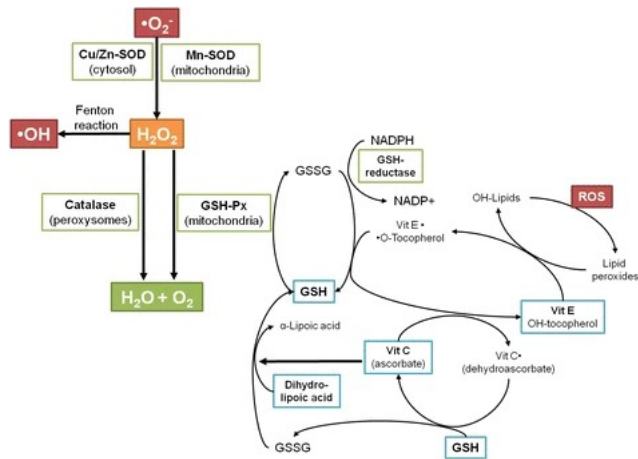 •O₂⁻
Cu/Zn-SOD
(cytosol)
Mn-SOD
(mitochondria)
Fenton
reaction
•OH
H₂O₂
Catalase
(peroxysomes)
GSH-Px
(mitochondria)
H₂O + O₂
NADPH
GSH-
reductase
NADP+
GSSG
Vit E •
•O-Tocopherol
OH-Lipids
ROS
Lipid
peroxides
GSH
Vit E
OH-tocopherol
α-Lipoic acid
Vit C
(ascorbate)
Vit C•
(dehydroascorbate)
Dihydro-
lipoic acid
GSSG
GSH